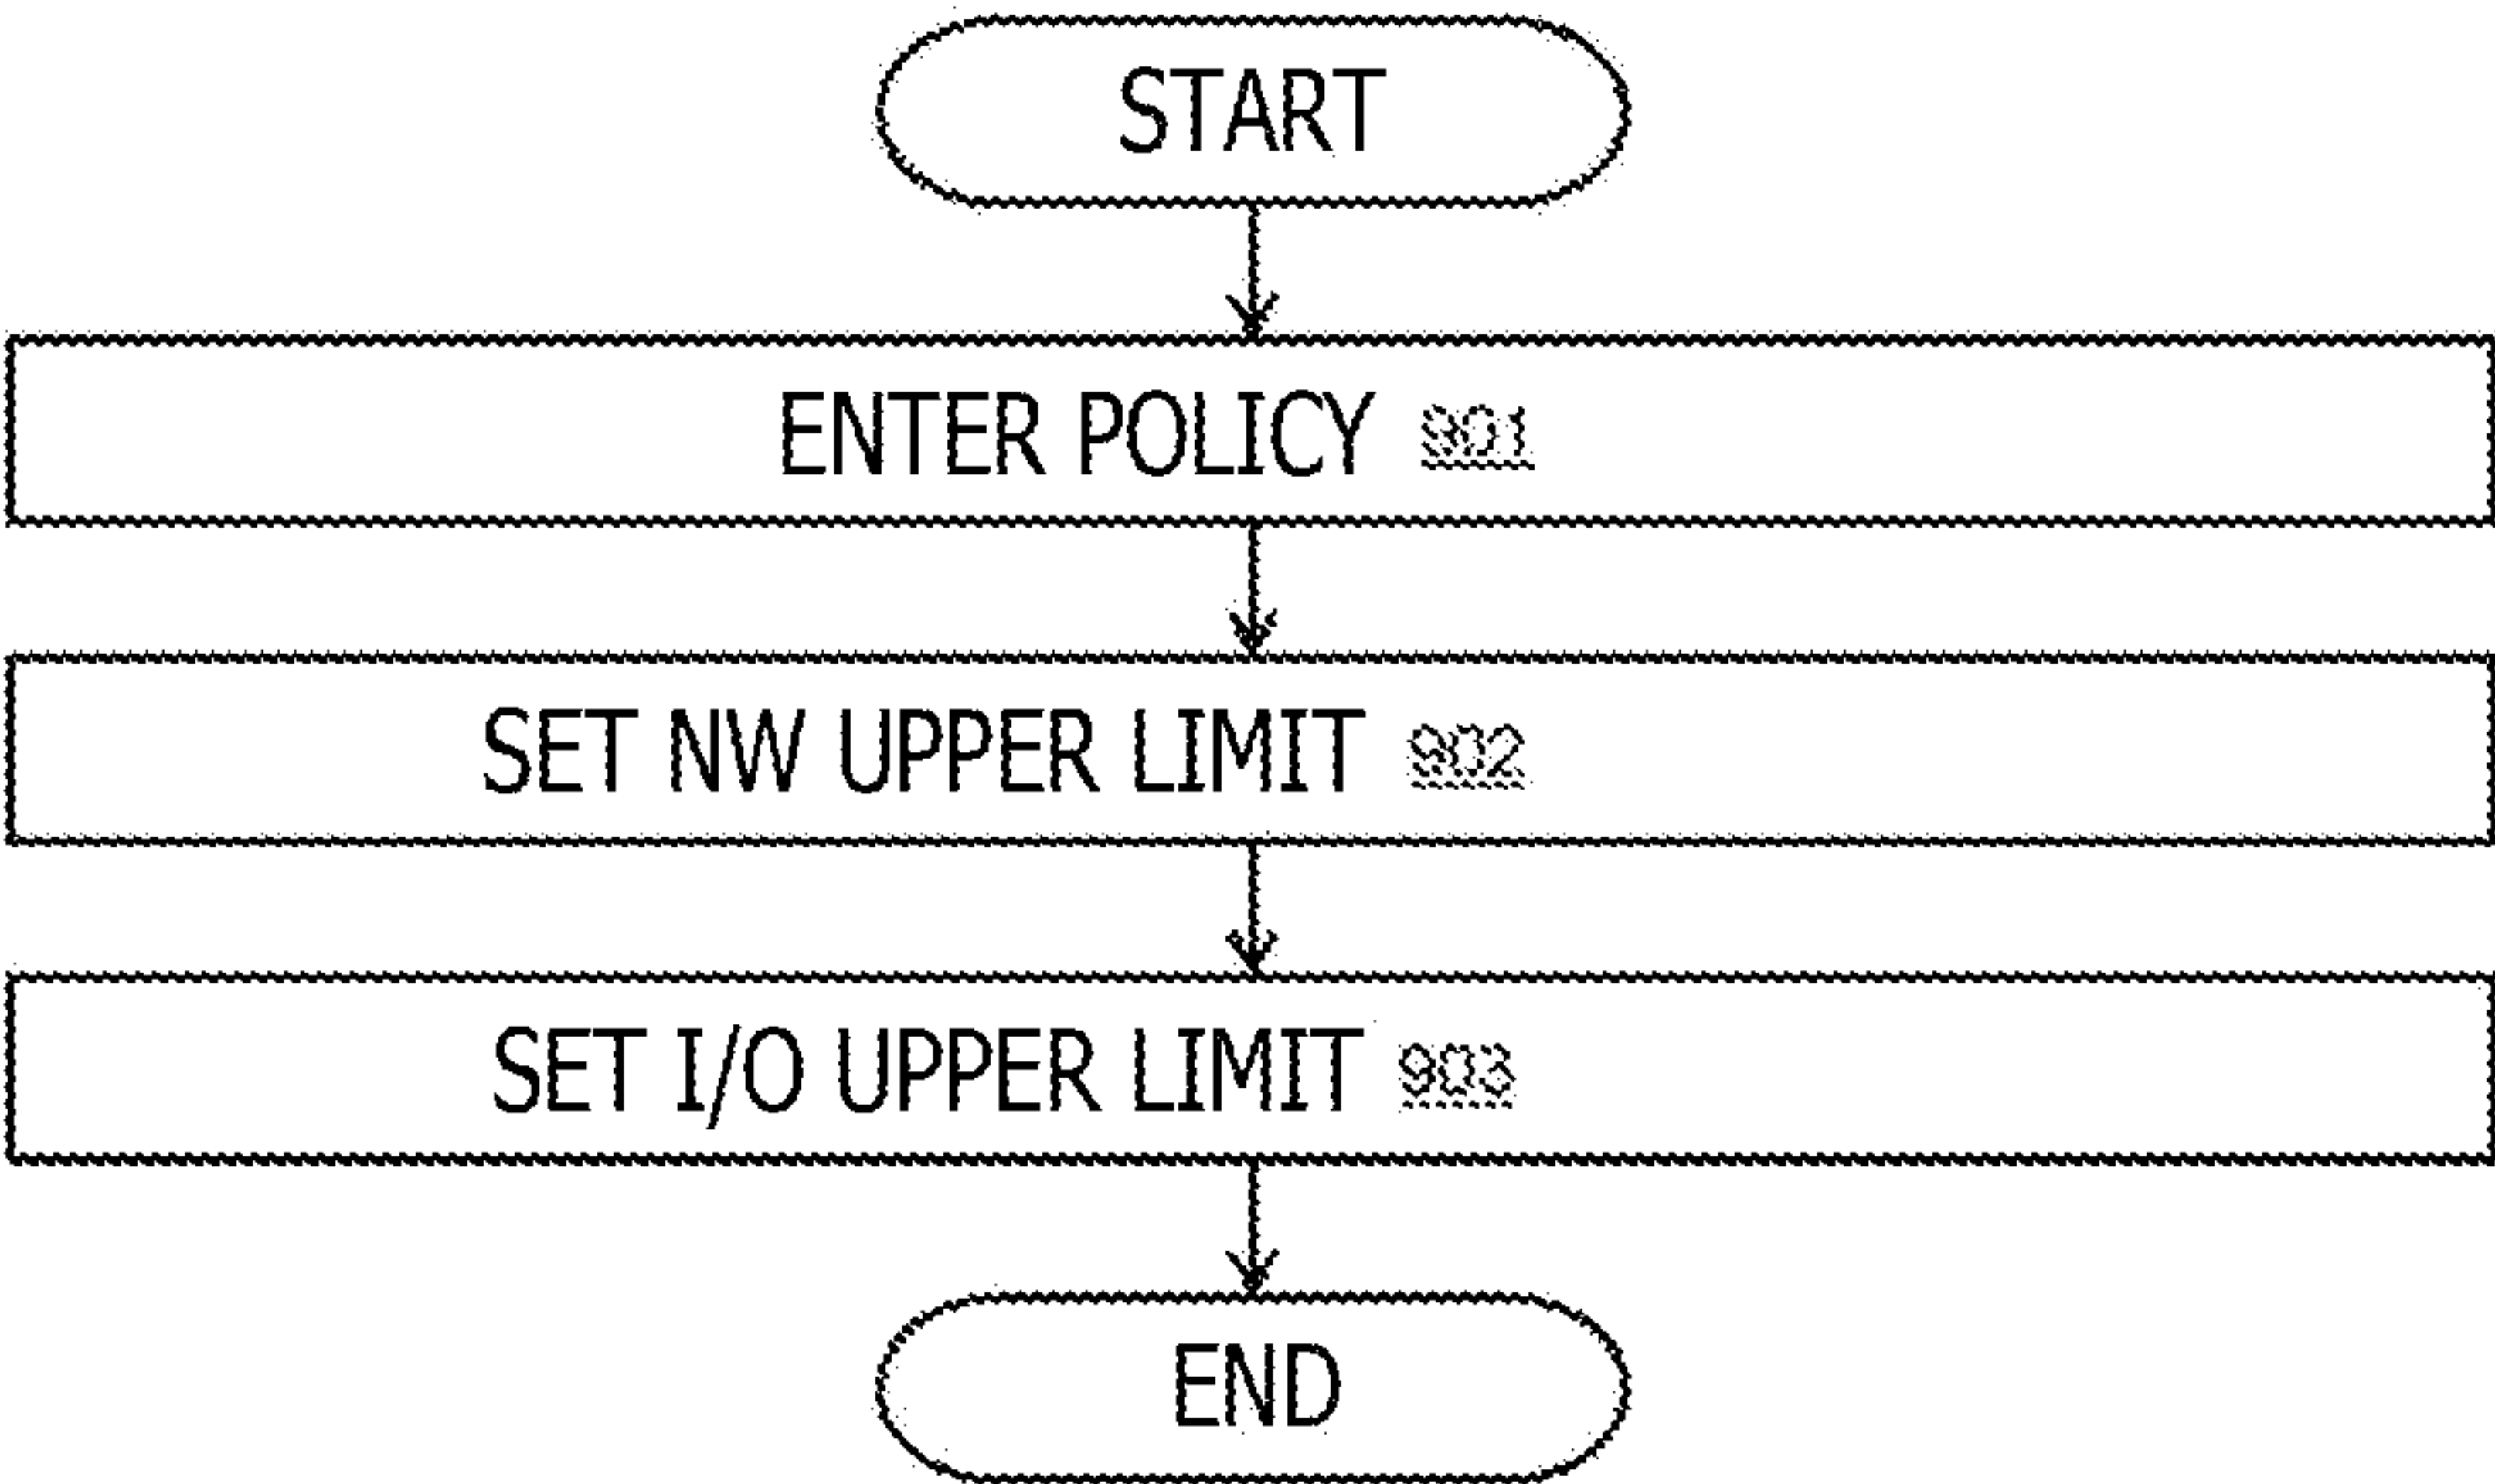 START
ENTER POLICY 901
SET NW UPPER LIMIT 902
SET I/O UPPER LIMIT 903
END